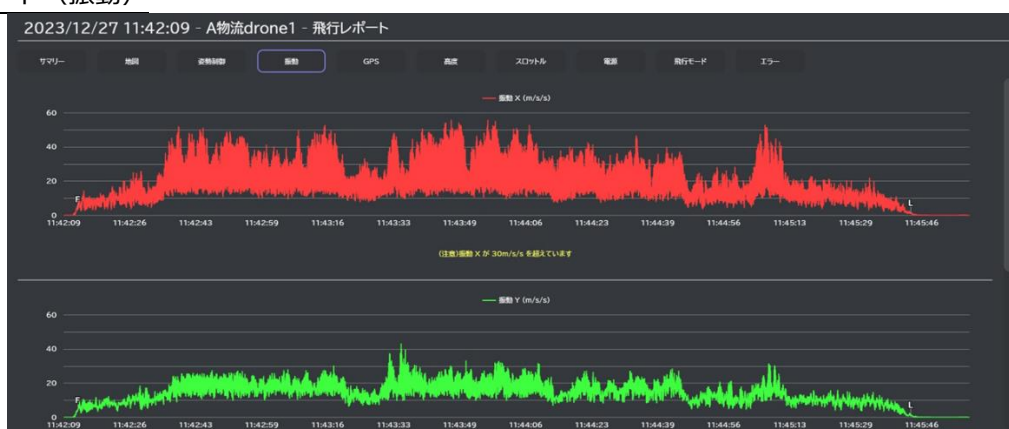 ト（振動）
2023/12/27 11:42:09 - A物流drone1 - 飛行レポート
サマリー 地図 姿勢制御 振動 GPS 高度 スロットル 電源 飛行モード エラー
振動 X (m/s/s)
60
40
20
0
F
L
11:42:09 11:42:26 11:42:43 11:42:59 11:43:16 11:43:33 11:43:49 11:44:06 11:44:23 11:44:39 11:44:56 11:45:13 11:45:29 11:45:46
(注意)振動 X が 30m/s/s を超えています
振動 Y (m/s/s)
60
40
20
0
F
L
11:42:09 11:42:26 11:42:43 11:42:59 11:43:16 11:43:33 11:43:49 11:44:06 11:44:23 11:44:39 11:44:56 11:45:13 11:45:29 11:45:46